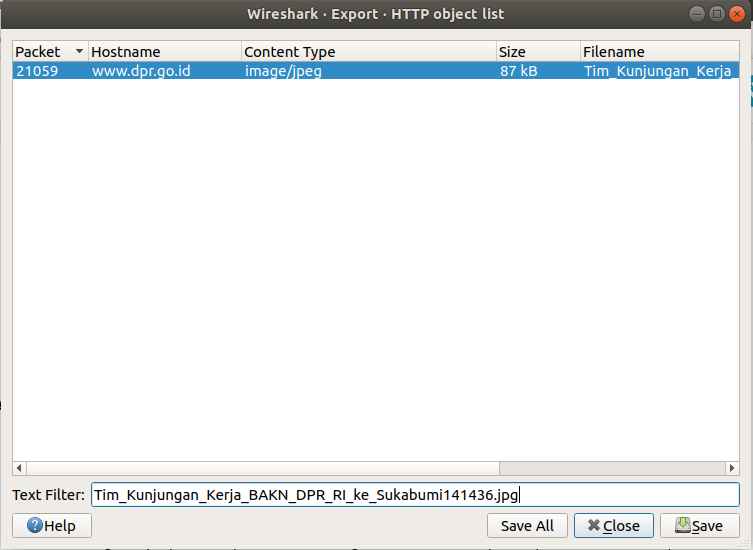 Wireshark · Export · HTTP object list
Packet Hostname Content Type Size Filename
21059 www.dpr.go.id image/jpeg 87 kB Tim_Kunjungan_Kerja_
Text Filter: Tim_Kunjungan_Kerja_BAKN_DPR_RI_ke_Sukabumi141436.jpg
Help Save All Close Save